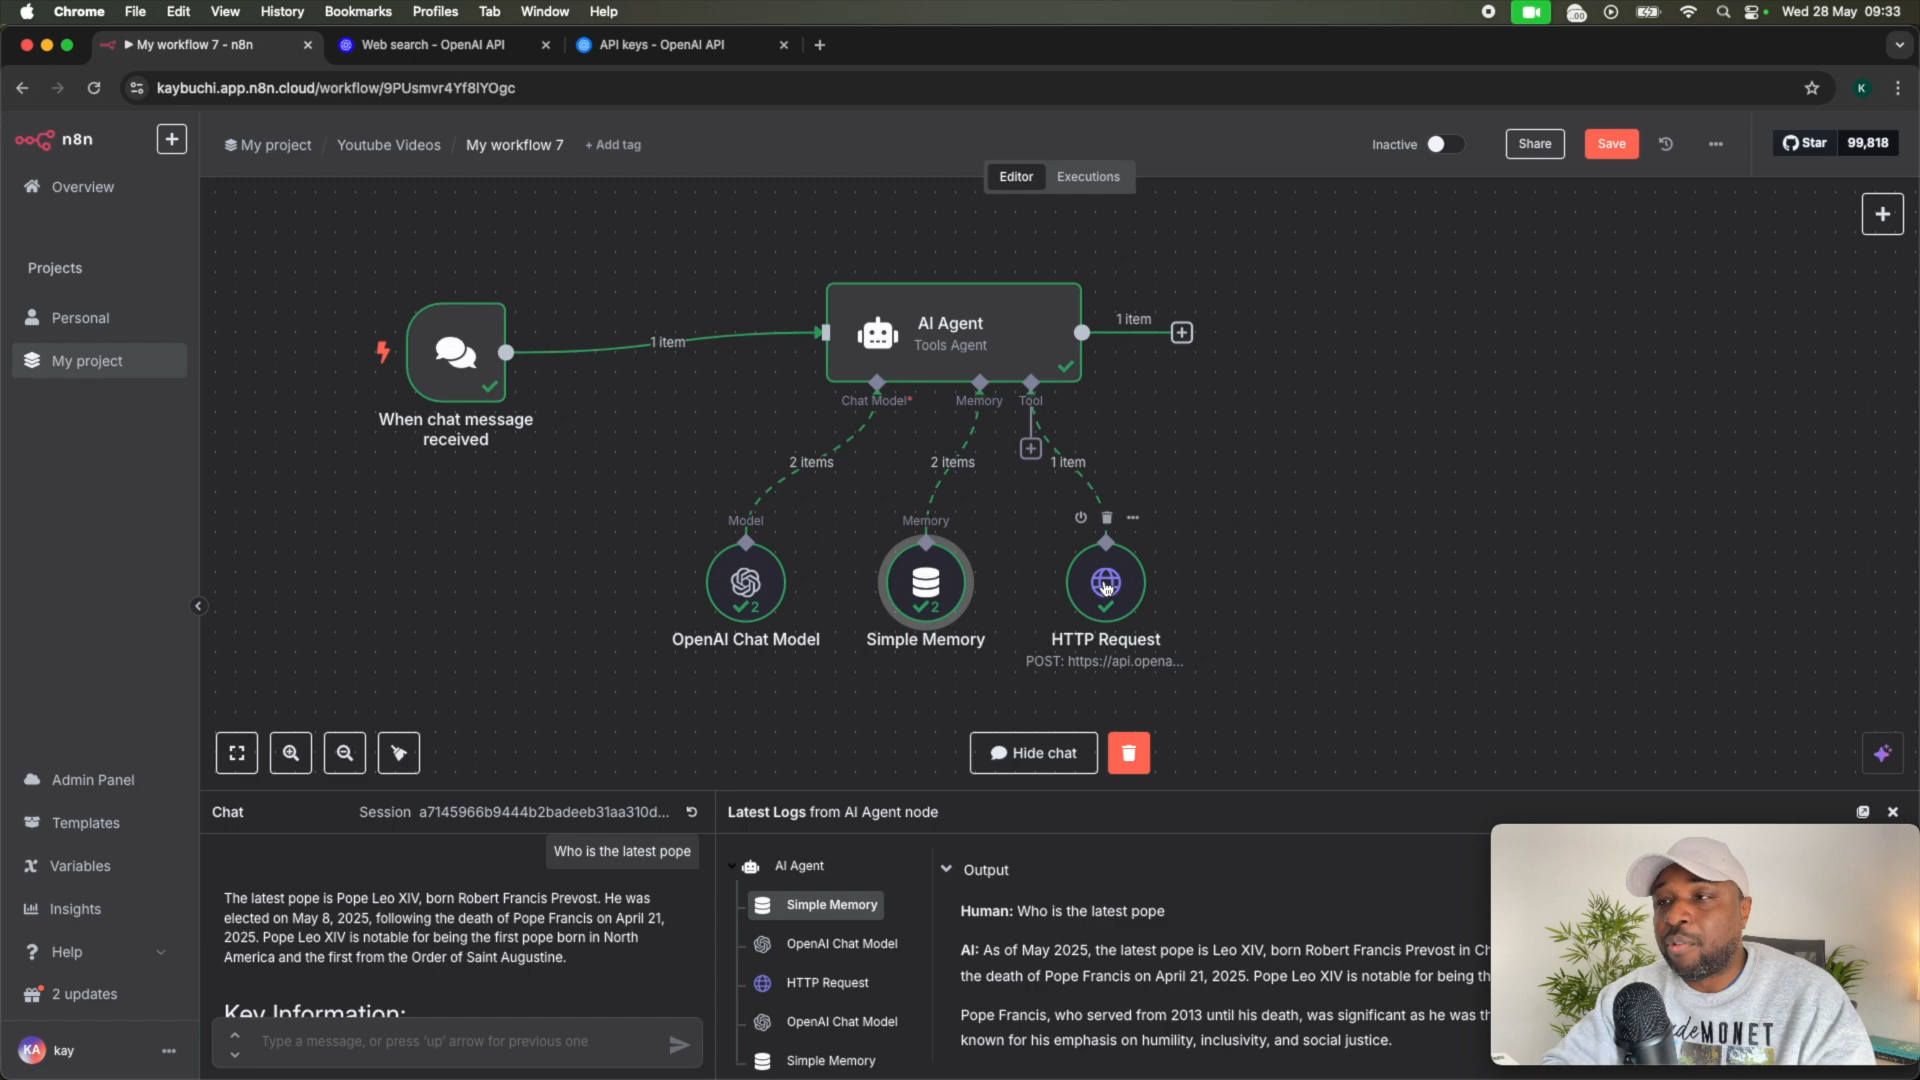 Chrome File Edit View History Bookmarks Profiles Tab Window Help
Wed 28 May 09:33
My workflow 7 - n8n
Web search - OpenAI API
API keys - OpenAI API
kaybuchi.app.n8n.cloud/workflow/9PUsmvr4Yf8lYOgc
K
n8n
My project / Youtube Videos / My workflow 7 + Add tag
Inactive
Share
Save
Star 99,818
Editor Executions
Overview
Projects
Personal
My project
Admin Panel
Templates
Variables
Insights
Help
2 updates
KA kay
When chat message
received
1 item
AI Agent
Tools Agent
1 item
Chat Model*
Memory
Tool
2 items
2 items
1 item
Model
Memory
2
2
OpenAI Chat Model
Simple Memory
HTTP Request
POST: https://api.opena...
Hide chat
Chat
Session a7145966b9444b2badeeb31aa310d...
Who is the latest pope
The latest pope is Pope Leo XIV, born Robert Francis Prevost. He was
elected on May 8, 2025, following the death of Pope Francis on April 21,
2025. Pope Leo XIV is notable for being the first pope born in North
America and the first from the Order of Saint Augustine.
Key Information:
Type a message, or press 'up' arrow for previous one
Latest Logs from AI Agent node
AI Agent
Simple Memory
OpenAI Chat Model
HTTP Request
OpenAI Chat Model
Simple Memory
Output
Human: Who is the latest pope
AI: As of May 2025, the latest pope is Leo XIV, born Robert Francis Prevost in Ch
the death of Pope Francis on April 21, 2025. Pope Leo XIV is notable for being th
Pope Francis, who served from 2013 until his death, was significant as he was th
known for his emphasis on humility, inclusivity, and social justice.
MONET